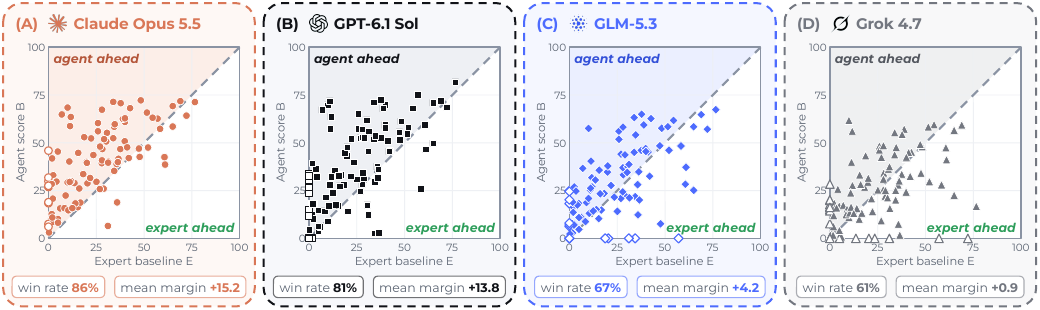 (A) Claude Opus 5.5
100
75
50
25
0
0 25 50 75 100
Agent score B
agent ahead
expert ahead
Expert baseline E
win rate 86% mean margin +15.2
(B) GPT-6.1 Sol
100
75
50
25
0
0 25 50 75 100
Agent score B
agent ahead
expert ahead
Expert baseline E
win rate 81% mean margin +13.8
(C) GLM-5.3
100
75
50
25
0
0 25 50 75 100
Agent score B
agent ahead
expert ahead
Expert baseline E
win rate 67% mean margin +4.2
(D) Grok 4.7
100
75
50
25
0
0 25 50 75 100
Agent score B
agent ahead
expert ahead
Expert baseline E
win rate 61% mean margin +0.9